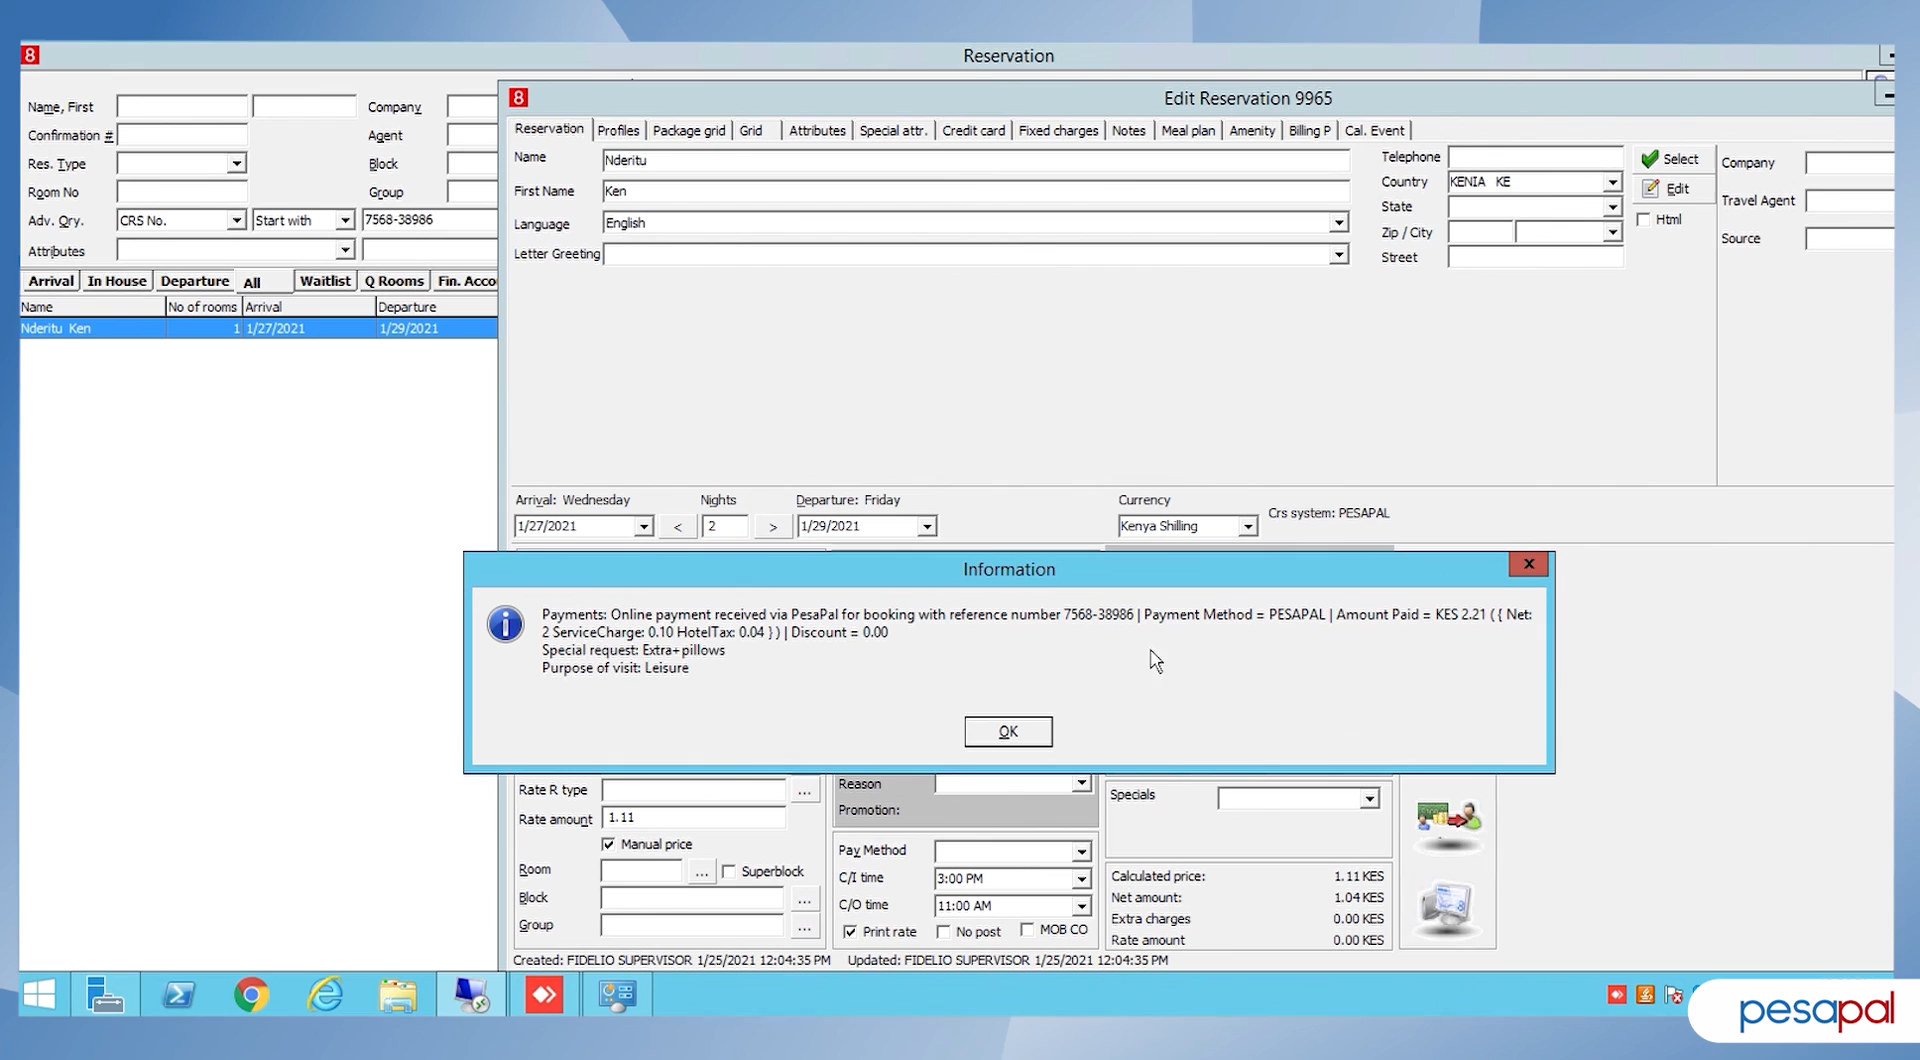 8
Reservation
Name, First
Company
Confirmation #
Agent
Res. Type
Block
Room No
Group
Adv. Qry.
CRS No.
Start with
7568-38986
Attributes
Arrival
In House
Departure
All
Waitlist
Q Rooms
Fin. Acco
Name
No of rooms
Arrival
Departure
Nderitu Ken
1
1/27/2021
1/29/2021
8
Edit Reservation 9965
Reservation
Profiles
Package grid
Grid
Attributes
Special attr.
Credit card
Fixed charges
Notes
Meal plan
Amenity
Billing P
Cal. Event
Name
Nderitu
First Name
Ken
Language
English
Letter Greeting
Telephone
Country
KENIA KE
State
Zip / City
Street
Select
Edit
Html
Company
Travel Agent
Source
Arrival: Wednesday
Nights
Departure: Friday
Currency
1/27/2021
<
2
>
1/29/2021
Kenya Shilling
Crs system: PESAPAL
Information
x
Payments: Online payment received via PesaPal for booking with reference number 7568-38986 | Payment Method = PESAPAL | Amount Paid = KES 2.21 ( { Net:
2 ServiceCharge: 0.10 HotelTax: 0.04 } ) | Discount = 0.00
Special request: Extra+pillows
Purpose of visit: Leisure
OK
Rate R type
...
Rate amount
1.11
Manual price
Room
...
Superblock
Block
...
Group
...
Reason
Promotion:
Pay Method
C/I time
3:00 PM
C/O time
11:00 AM
Print rate
No post
MOB CO
Specials
Calculated price:
1.11 KES
Net amount:
1.04 KES
Extra charges
0.00 KES
Rate amount
0.00 KES
Created: FIDELIO SUPERVISOR 1/25/2021 12:04:35 PM
Updated: FIDELIO SUPERVISOR 1/25/2021 12:04:35 PM
pesapal